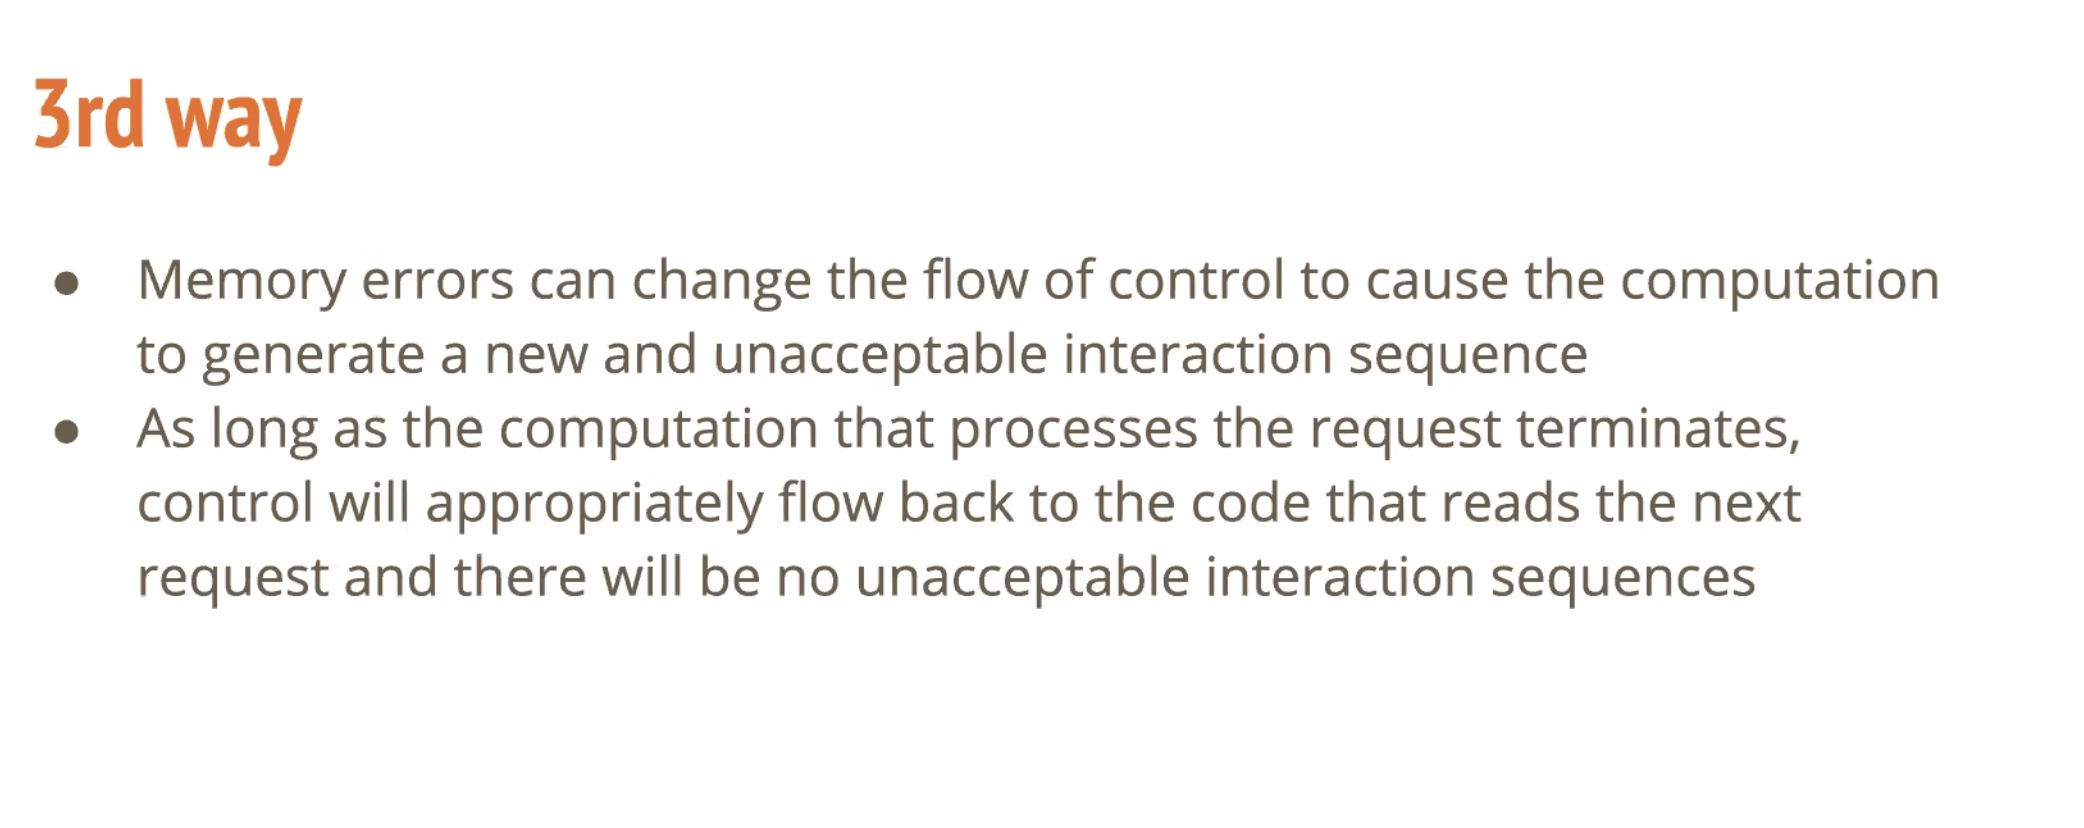 3rd way
● Memory errors can change the flow of control to cause the computation
to generate a new and unacceptable interaction sequence
● As long as the computation that processes the request terminates,
control will appropriately flow back to the code that reads the next
request and there will be no unacceptable interaction sequences